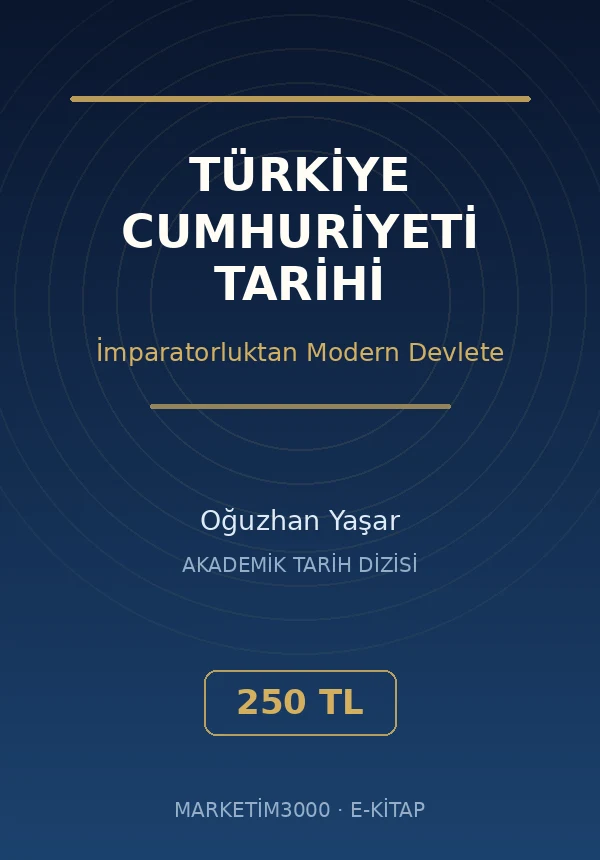 TÜRKİYE
CUMHURİYETİ
TARİHİ
İmparatorluktan Modern Devlete
Oğuzhan Yaşar
AKADEMİK TARİH DİZİSİ
250 TL
MARKETİM3000 · E-KİTAP